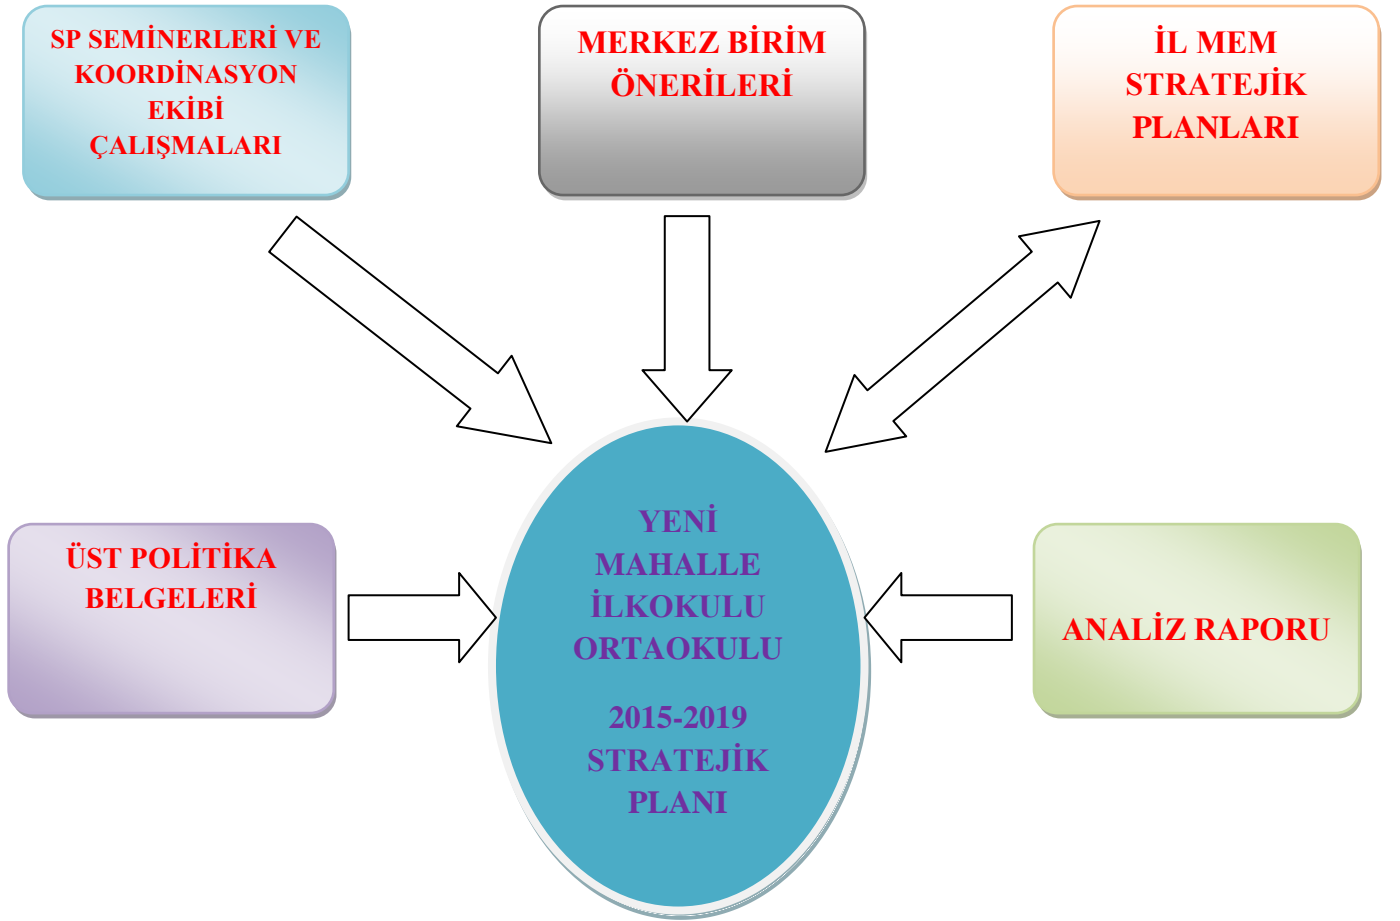 SP SEMİNERLERİ VE
KOORDİNASYON
EKİBİ
ÇALIŞMALARI
MERKEZ BİRİM
ÖNERİLERİ
İL MEM
STRATEJİK
PLANLARI
ÜST POLİTİKA
BELGELERİ
YENİ
MAHALLE
İLKOKULU
ORTAOKULU
2015-2019
STRATEJİK
PLANI
ANALİZ RAPORU